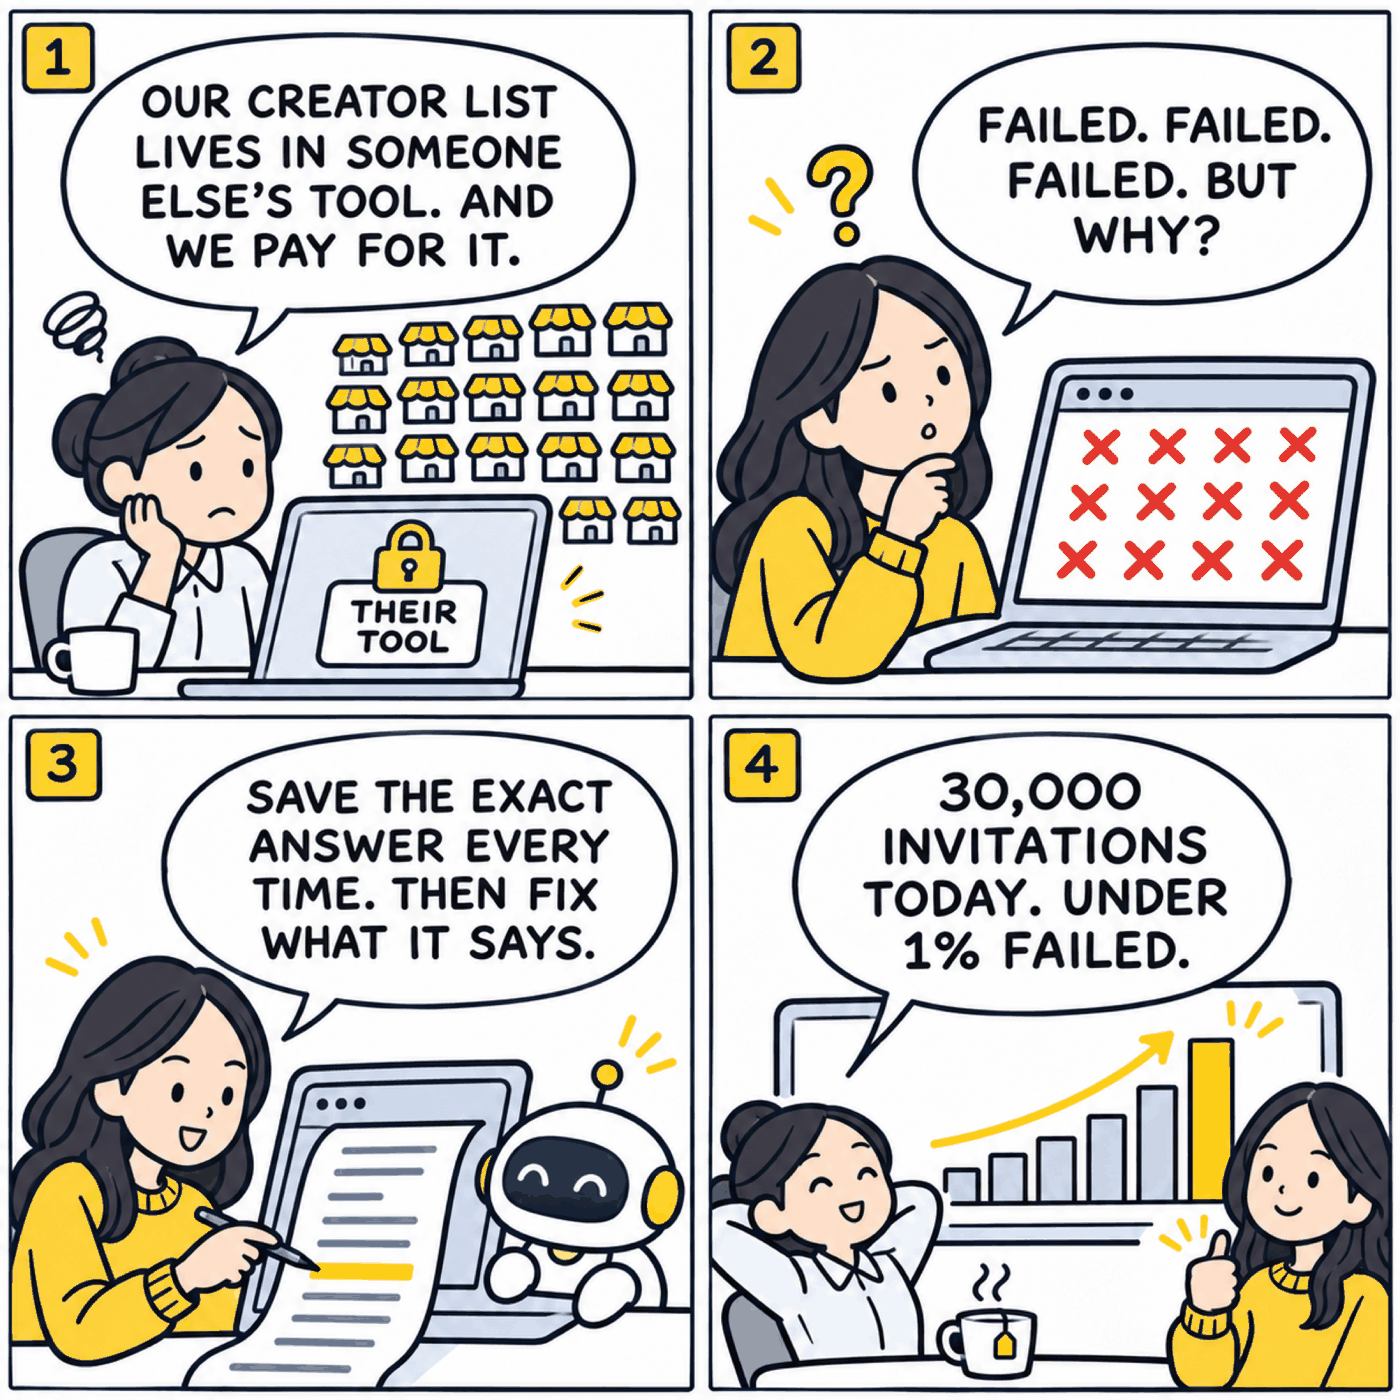 1
OUR CREATOR LIST
LIVES IN SOMEONE
ELSE'S TOOL. AND
WE PAY FOR IT.
THEIR
TOOL
2
FAILED. FAILED.
FAILED. BUT
WHY?
?
3
SAVE THE EXACT
ANSWER EVERY
TIME. THEN FIX
WHAT IT SAYS.
4
30,000
INVITATIONS
TODAY. UNDER
1% FAILED.